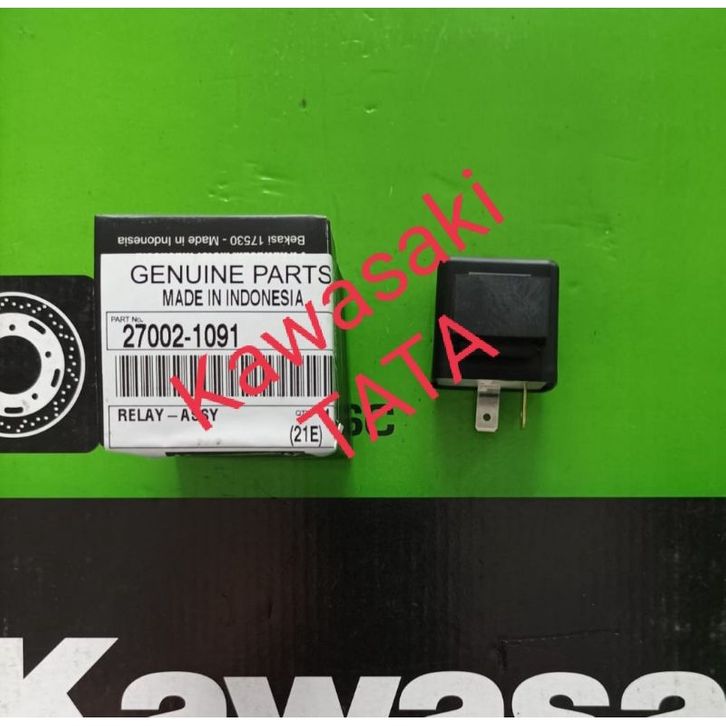 Bekasi 17530 - Made in Indonesia
GENUINE PARTS
MADE IN INDONESIA
PART No.
27002-1091
RELAY – ASSY
(21E)
SC
Kawasaki
TATA
Kawasa